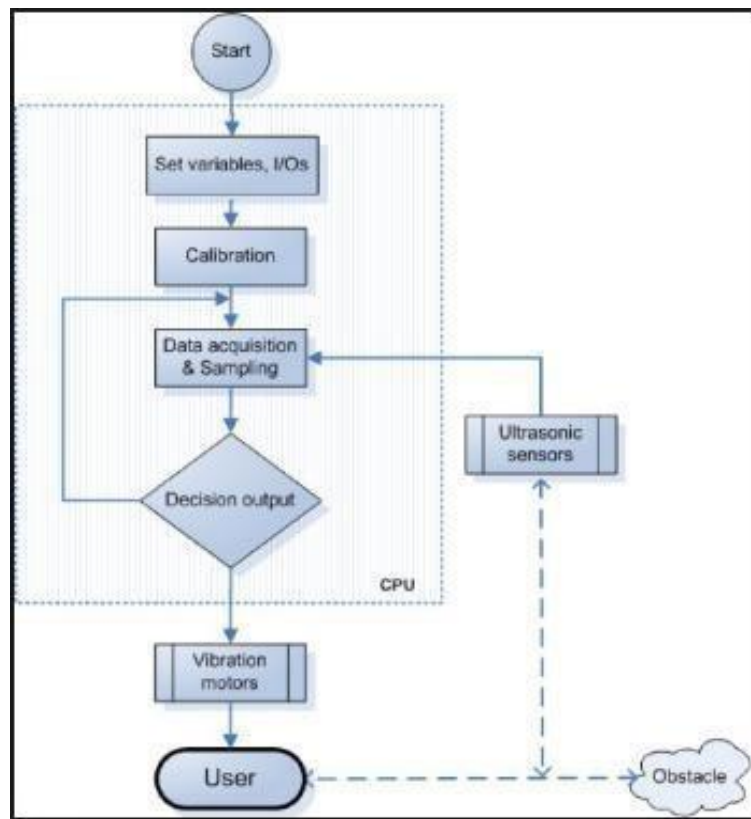 Start
Set variables, I/Os
Calibration
Data acquisition
& Sampling
Ultrasonic
sensors
Decision output
CPU
Vibration
motors
User
Obstacle